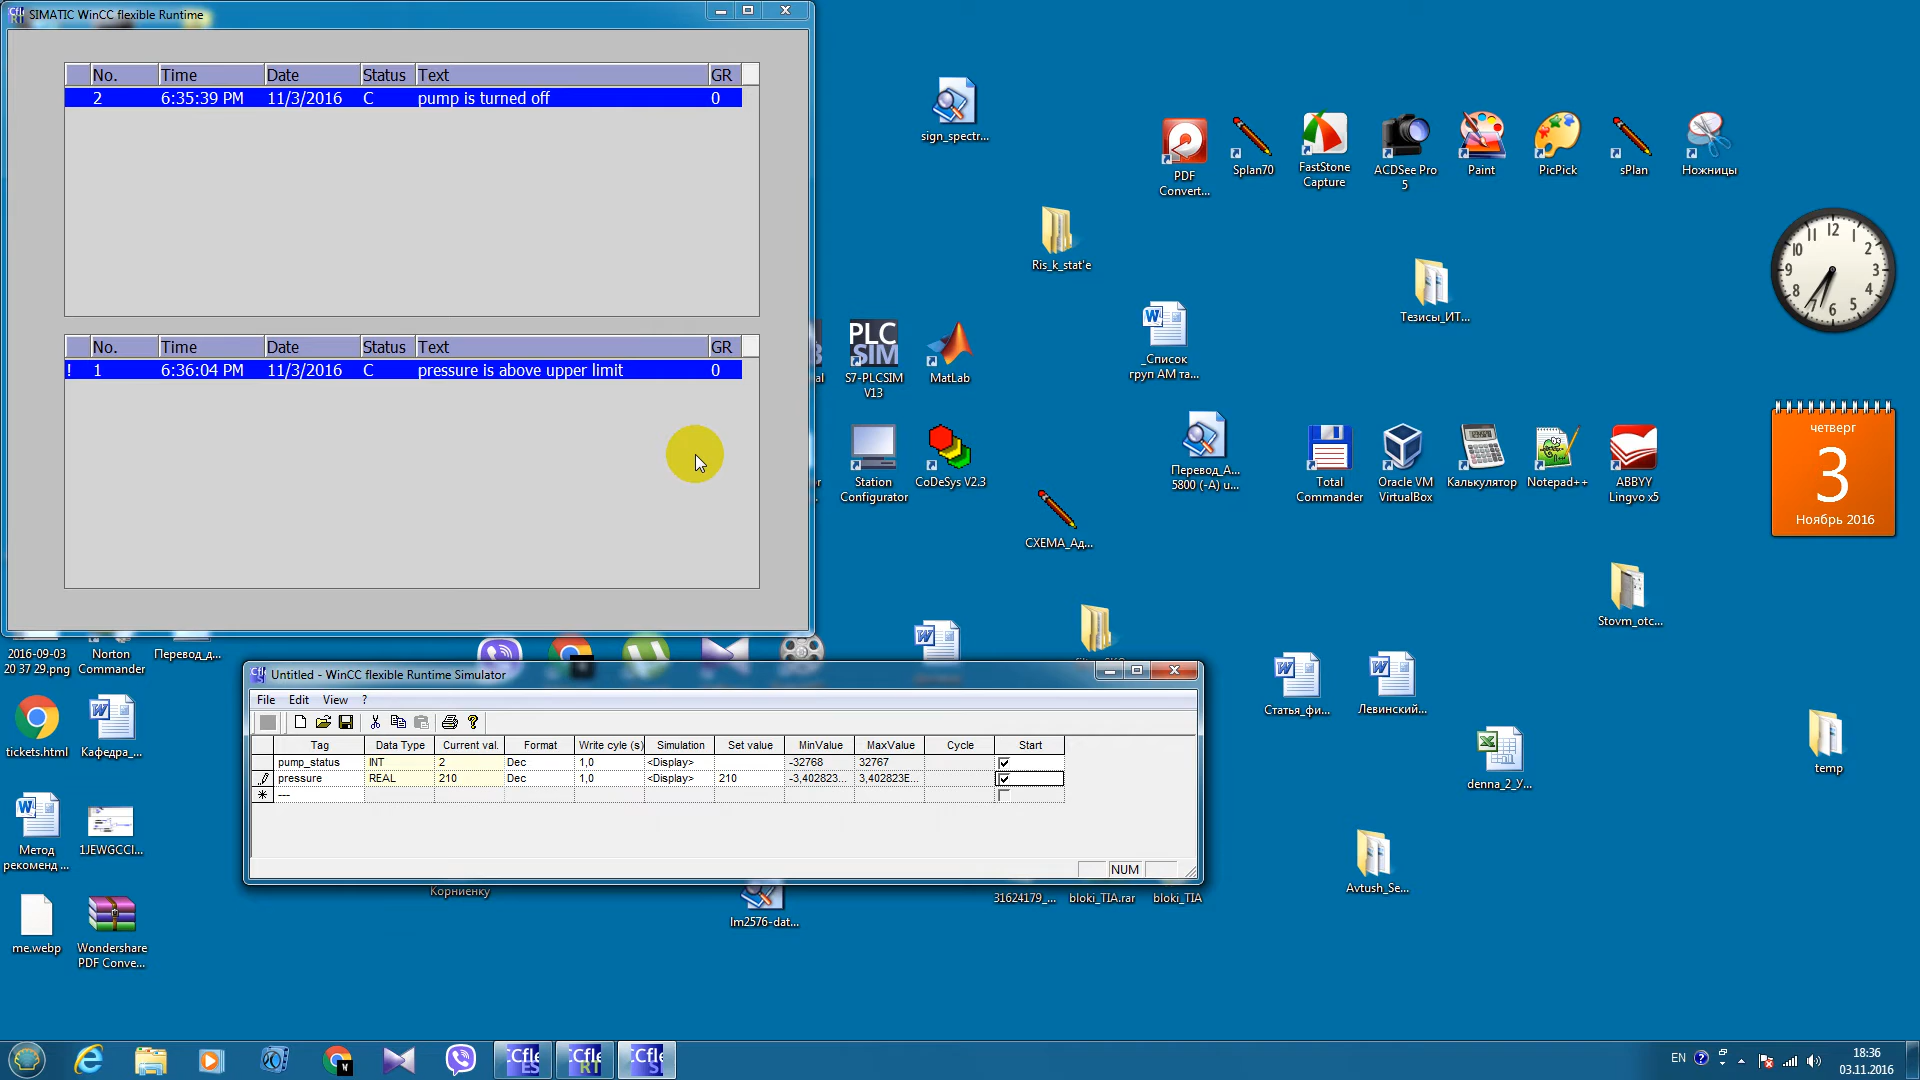 SIMATIC WinCC flexible Runtime
No. Time Date Status Text GR
2 6:35:39 PM 11/3/2016 C pump is turned off 0
No. Time Date Status Text GR
! 1 6:36:04 PM 11/3/2016 C pressure is above upper limit 0
sign_spectr...
PDF
Convert...
Splan70
FastStone
Capture
ACDSee Pro
5
Paint
PicPick
sPlan
Ножницы
Ris_k_stat'e
Тезисы_ИТ...
_Список
груп АМ та...
PLC
SIM
S7-PLCSIM
V13
MatLab
Station
Configurator
CoDeSys V2.3
Перевод_А...
5800 (-A) u...
Total
Commander
Oracle VM
VirtualBox
Калькулятор
Notepad++
ABBYY
Lingvo x5
СХЕМА_Ад...
четверг
3
Ноябрь 2016
Stovm_otc...
2016-09-03
20 37 29.png
Norton
Commander
Перевод_д...
Untitled - WinCC flexible Runtime Simulator
File Edit View ?
Tag Data Type Current val. Format Write cyle (s) Simulation Set value MinValue MaxValue Cycle Start
pump_status INT 2 Dec 1,0 <Display> -32768 32767
pressure REAL 210 Dec 1,0 <Display> 210 -3,402823... 3,402823E...
---
NUM
Статья_фи...
Левинский...
tickets.html
Кафедра_...
denna_2_У...
temp
Метод
рекоменд ...
1JEWGCCI...
Avtush_Se...
Корниенку
lm2576-dat...
31624179_...
bloki_TIA.rar
bloki_TIA
me.webp
Wondershare
PDF Conve...
EN
18:36
03.11.2016